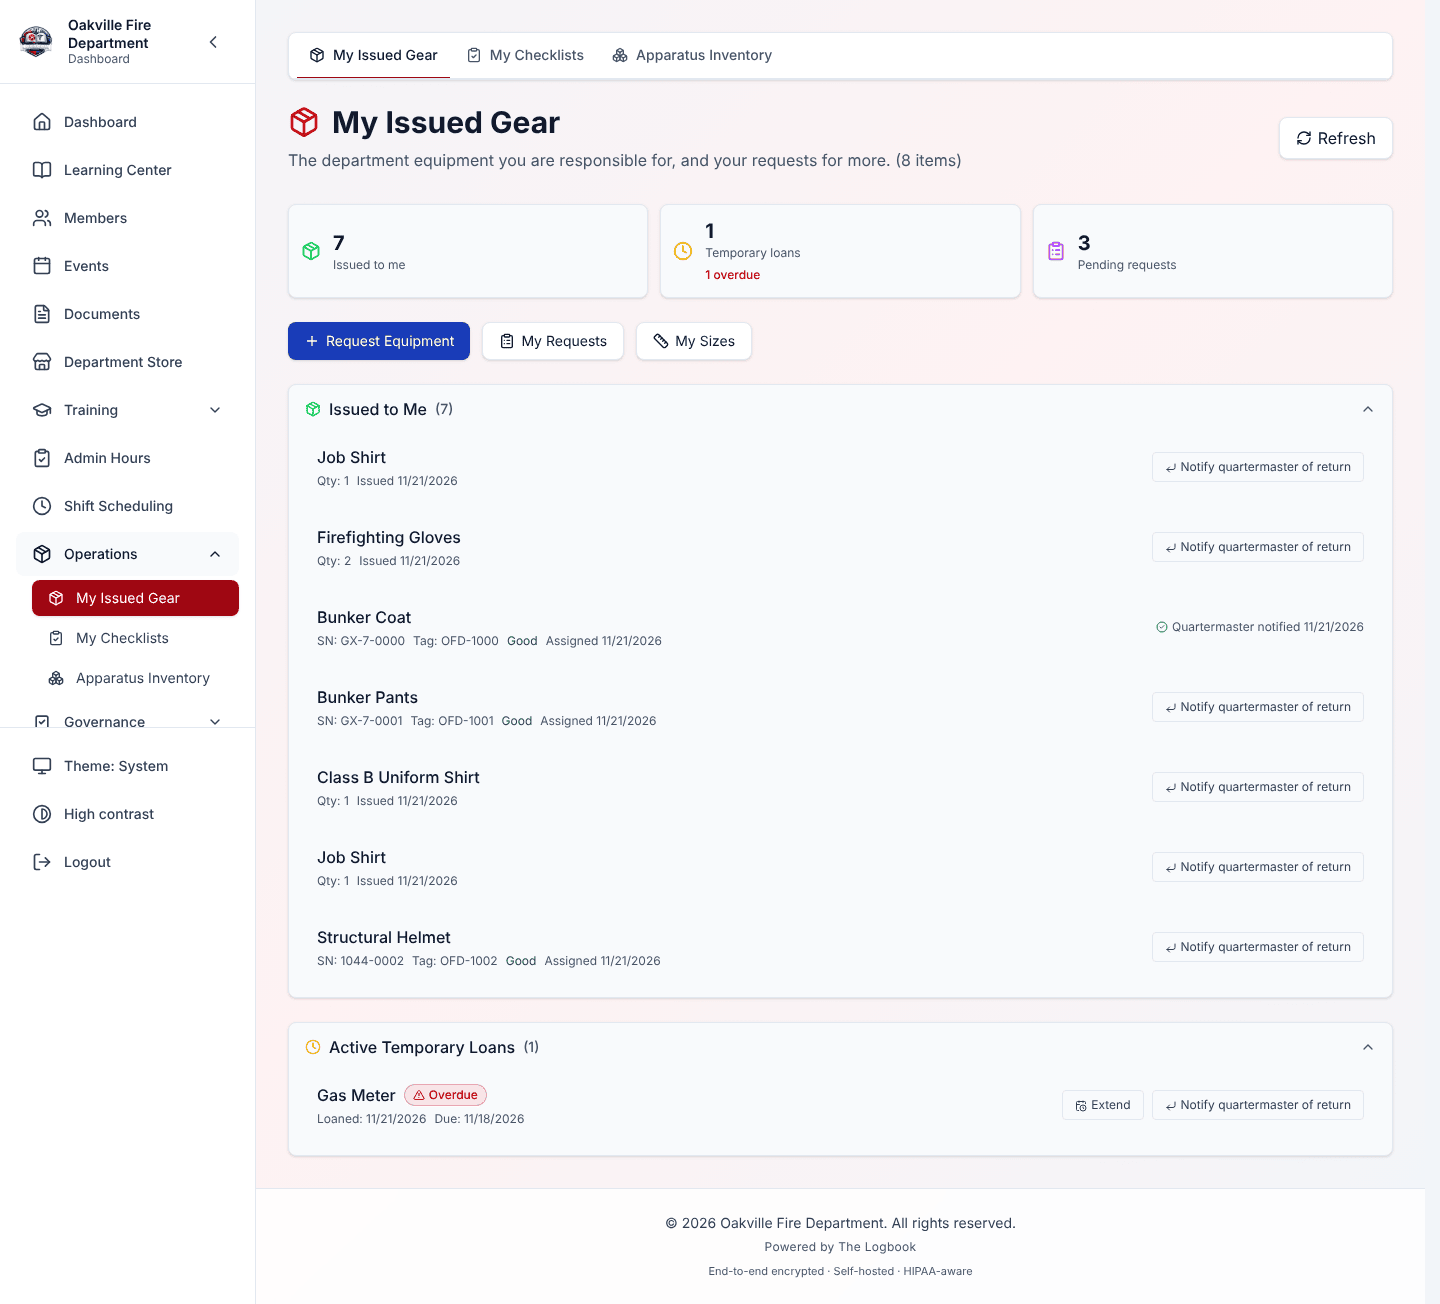 Oakville Fire
Department
Dashboard
Dashboard
Learning Center
Members
Events
Documents
Department Store
Training
Admin Hours
Shift Scheduling
Operations
My Issued Gear
My Checklists
Apparatus Inventory
Governance
Theme: System
High contrast
Logout
My Issued Gear
My Checklists
Apparatus Inventory
My Issued Gear
The department equipment you are responsible for, and your requests for more. (8 items)
Refresh
7
Issued to me
1
Temporary loans
1 overdue
3
Pending requests
Request Equipment
My Requests
My Sizes
Issued to Me (7)
Job Shirt
Qty: 1 Issued 11/21/2026
Notify quartermaster of return
Firefighting Gloves
Qty: 2 Issued 11/21/2026
Notify quartermaster of return
Bunker Coat
SN: GX-7-0000 Tag: OFD-1000 Good Assigned 11/21/2026
Quartermaster notified 11/21/2026
Bunker Pants
SN: GX-7-0001 Tag: OFD-1001 Good Assigned 11/21/2026
Notify quartermaster of return
Class B Uniform Shirt
Qty: 1 Issued 11/21/2026
Notify quartermaster of return
Job Shirt
Qty: 1 Issued 11/21/2026
Notify quartermaster of return
Structural Helmet
SN: 1044-0002 Tag: OFD-1002 Good Assigned 11/21/2026
Notify quartermaster of return
Active Temporary Loans (1)
Gas Meter Overdue
Loaned: 11/21/2026 Due: 11/18/2026
Extend
Notify quartermaster of return
© 2026 Oakville Fire Department. All rights reserved.
Powered by The Logbook
End-to-end encrypted · Self-hosted · HIPAA-aware